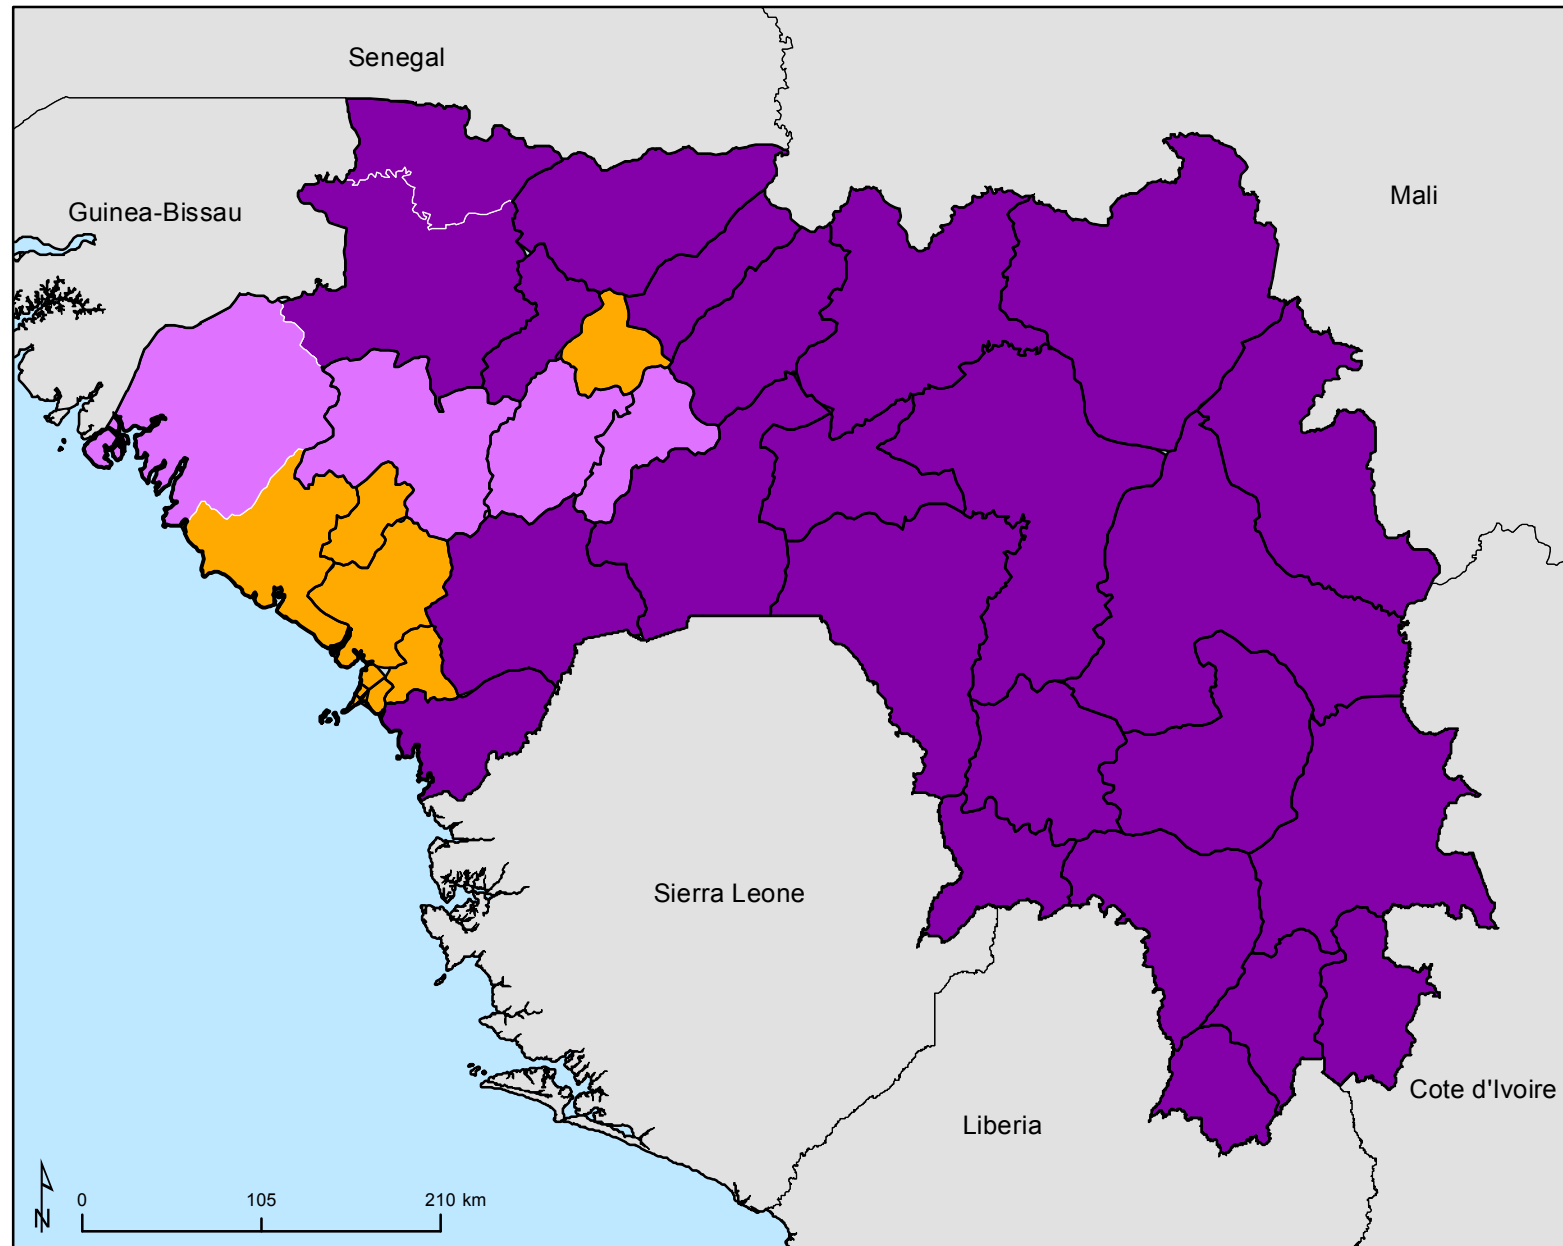 Senegal
Mali
Guinea-Bissau
Sierra Leone
Cote d'Ivoire
Liberia
N
0 105 210 km